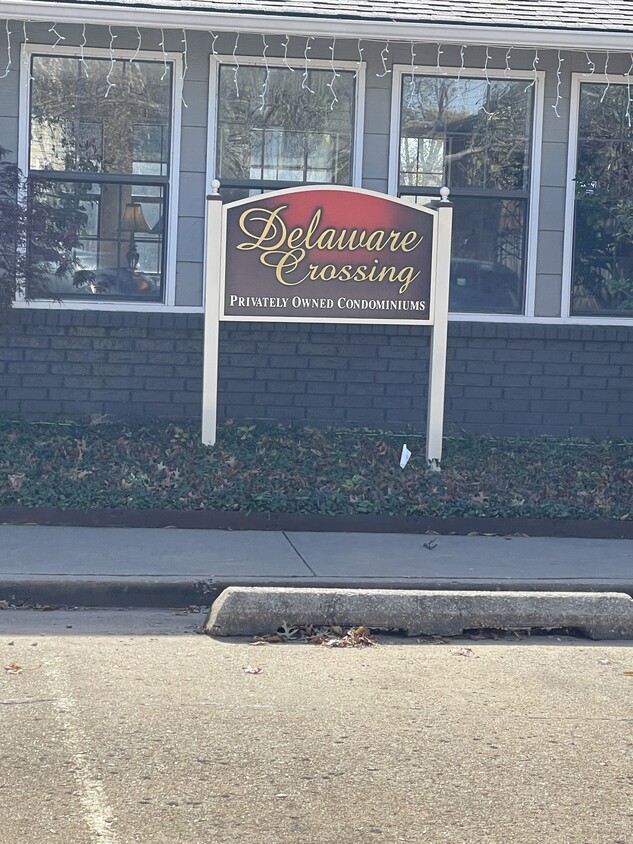 Delaware
Crossing
Privately Owned Condominiums